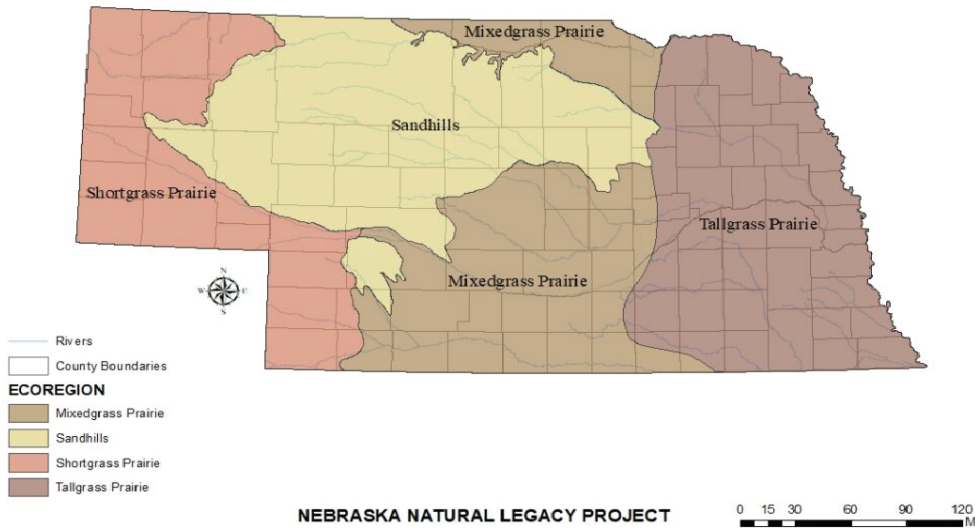 Mixedgrass Prairie
Sandhills
Shortgrass Prairie
Tallgrass Prairie
Mixedgrass Prairie
N
W E
S
Rivers
County Boundaries
ECOREGION
Mixedgrass Prairie
Sandhills
Shortgrass Prairie
Tallgrass Prairie
NEBRASKA NATURAL LEGACY PROJECT
0 15 30 60 90 120
M